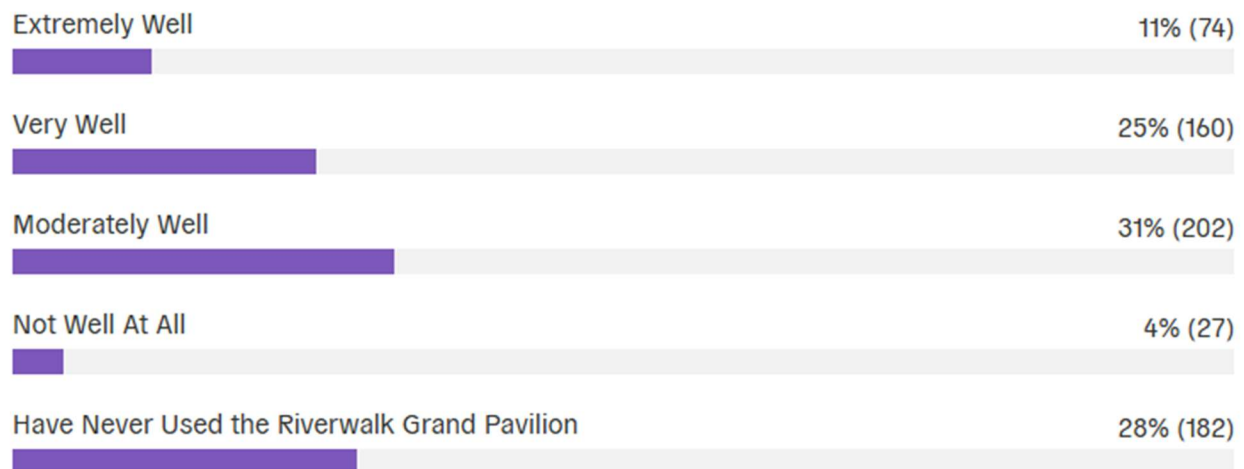 Extremely Well 11% (74)
Very Well 25% (160)
Moderately Well 31% (202)
Not Well At All 4% (27)
Have Never Used the Riverwalk Grand Pavilion 28% (182)